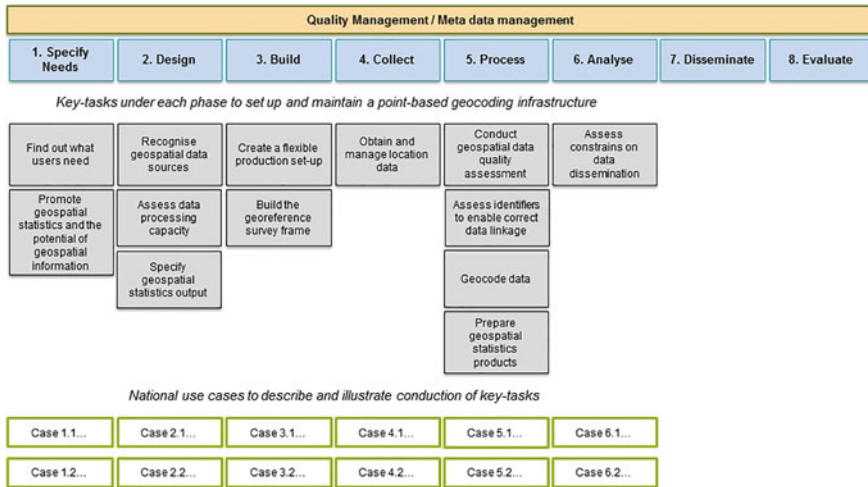 Quality Management / Meta data management
1. Specify
Needs
2. Design
3. Build
4. Collect
5. Process
6. Analyse
7. Disseminate
8. Evaluate
Key-tasks under each phase to set up and maintain a point-based geocoding infrastructure
Find out what
users need
Promote
geospatial
statistics and the
potential of
geospatial
information
Recognise
geospatial data
sources
Assess data
processing
capacity
Specify
geospatial
statistics output
Create a flexible
production set-up
Build the
georeference
survey frame
Obtain and
manage location
data
Conduct
geospatial data
quality
assessment
Assess identifiers
to enable correct
data linkage
Geocode data
Prepare
geospatial
statistics
products
Assess
constrains on
data
dissemination
National use cases to describe and illustrate conduction of key-tasks
Case 1.1...
Case 2.1...
Case 3.1...
Case 4.1...
Case 5.1...
Case 6.1...
Case 1.2...
Case 2.2...
Case 3.2...
Case 4.2...
Case 5.2...
Case 6.2...